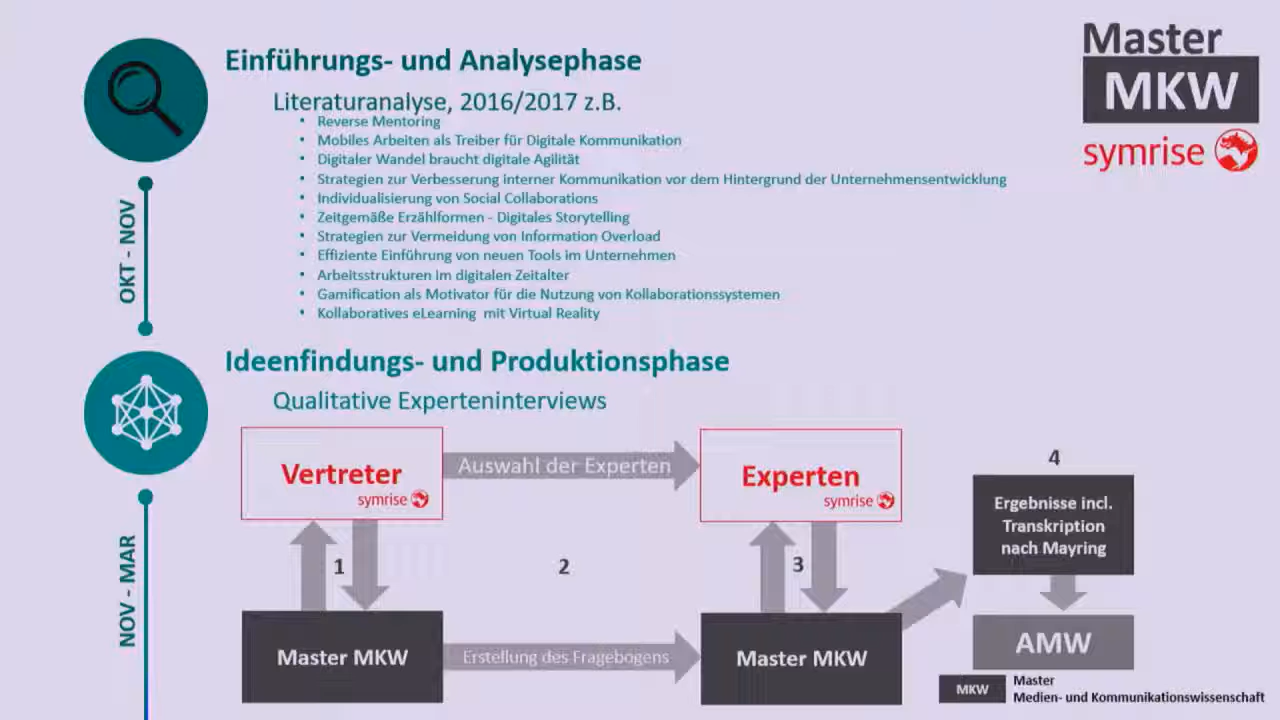 Master
MKW
symrise
Einführungs- und Analysephase
Literaturanalyse, 2016/2017 z.B.
• Reverse Mentoring
• Mobiles Arbeiten als Treiber für Digitale Kommunikation
• Digitaler Wandel braucht digitale Agilität
• Strategien zur Verbesserung interner Kommunikation vor dem Hintergrund der Unternehmensentwicklung
• Individualisierung von Social Collaborations
• Zeitgemäße Erzählformen - Digitales Storytelling
• Strategien zur Vermeidung von Information Overload
• Effiziente Einführung von neuen Tools im Unternehmen
• Arbeitsstrukturen im digitalen Zeitalter
• Gamification als Motivator für die Nutzung von Kollaborationssystemen
• Kollaboratives eLearning mit Virtual Reality
OKT - NOV
Ideenfindungs- und Produktionsphase
Qualitative Experteninterviews
NOV - MAR
Vertreter
symrise
Auswahl der Experten
Experten
symrise
1
2
3
4
Master MKW
Erstellung des Fragebogens
Master MKW
Ergebnisse incl.
Transkription
nach Mayring
AMW
MKW
Master
Medien- und Kommunikationswissenschaft